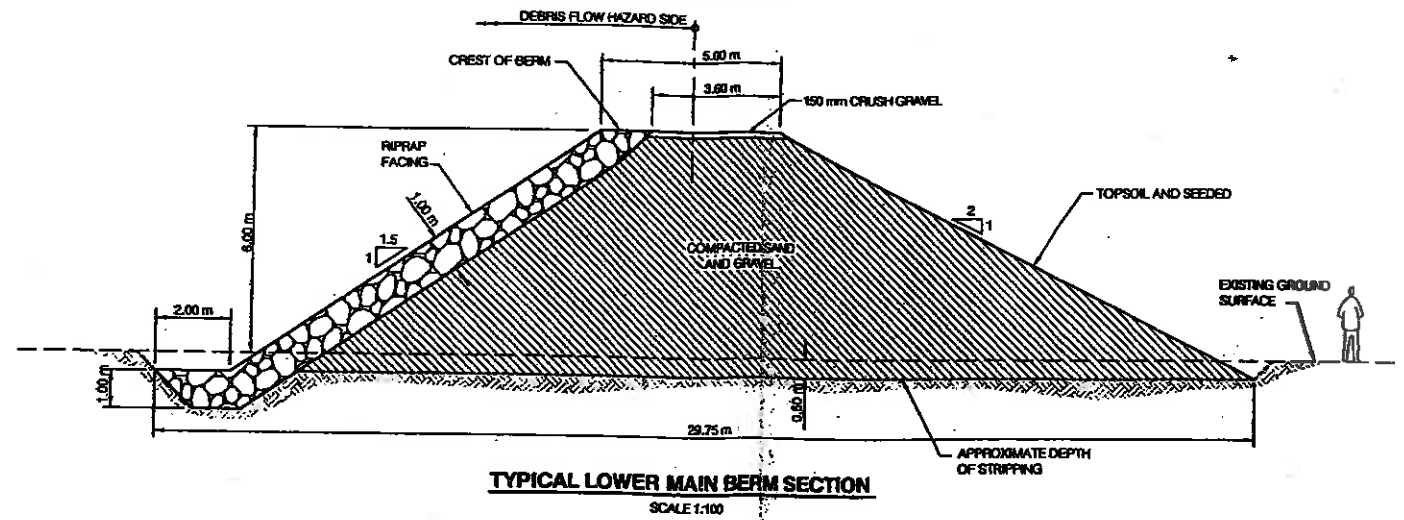 DEBRIS FLOW HAZARD SIDE
5.00 m
CREST OF BERM
3.60 m
150 mm CRUSH GRAVEL
RIPRAP
FACING
6.00 m
1.00 m
1.5
1
2
1
TOPSOIL AND SEEDED
COMPACTED SAND
AND GRAVEL
EXISTING GROUND
SURFACE
2.00 m
1.00 m
0.60 m
29.75 m
APPROXIMATE DEPTH
OF STRIPPING
TYPICAL LOWER MAIN BERM SECTION
SCALE 1:100